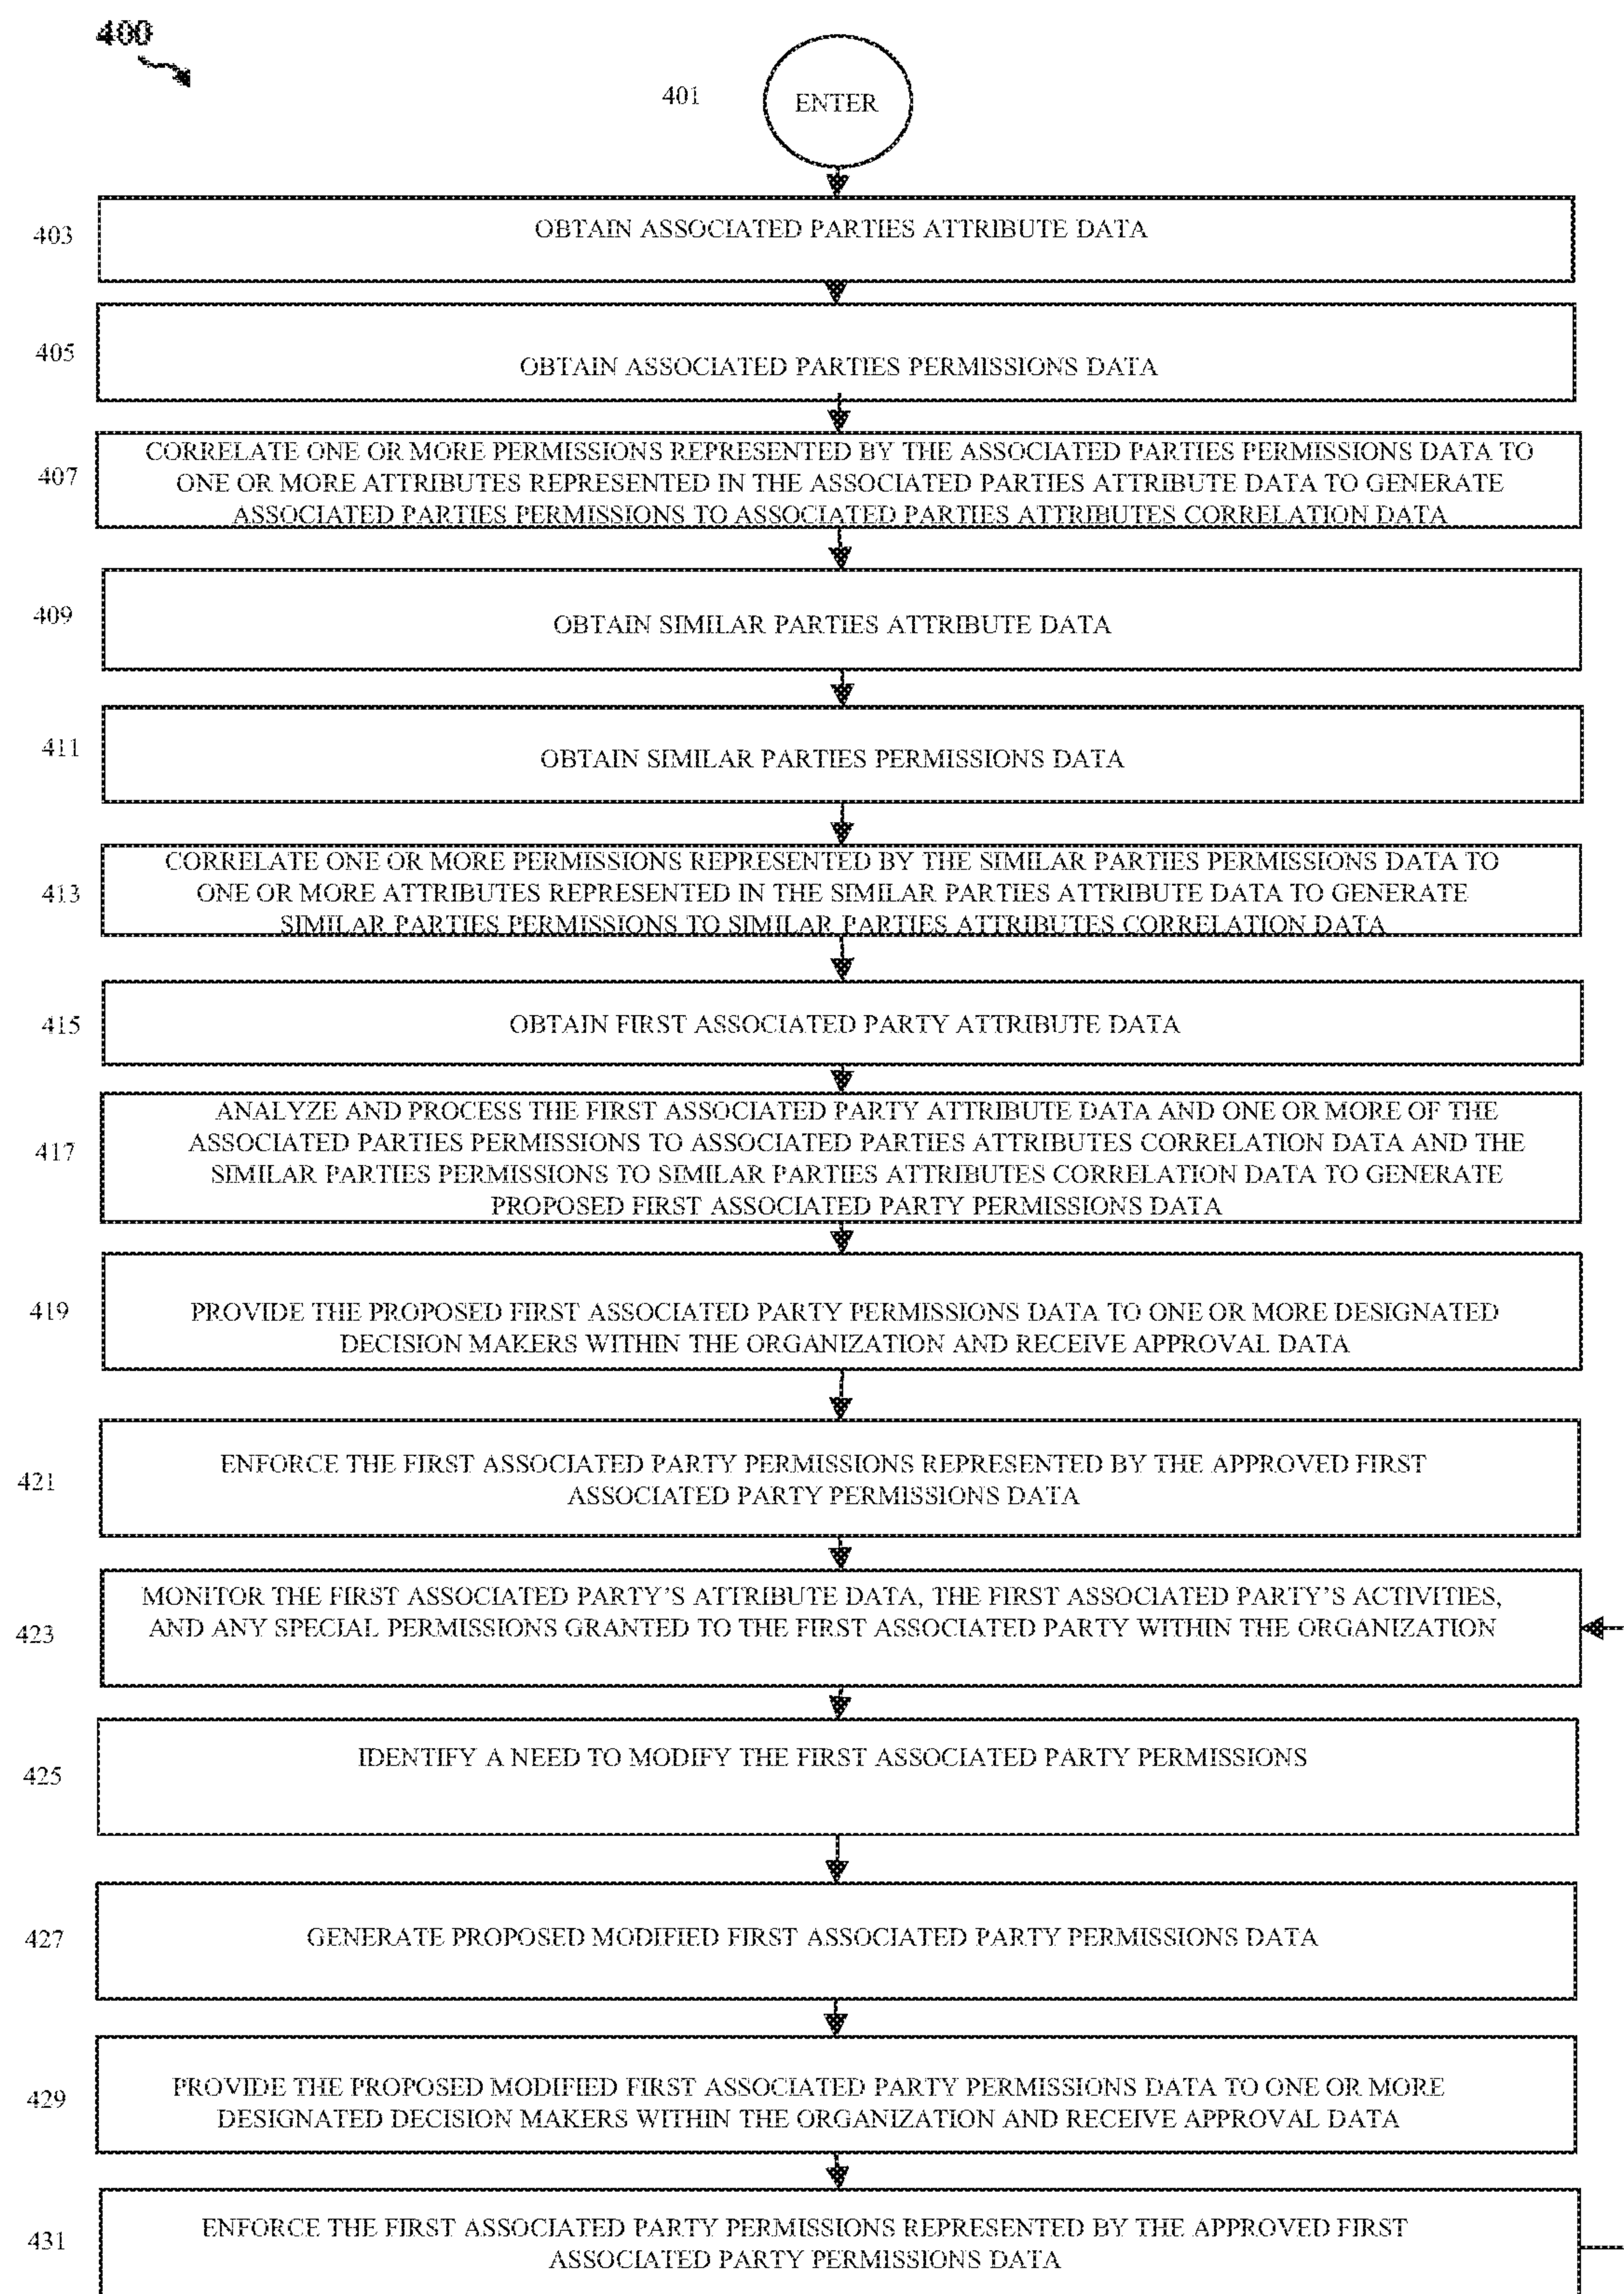 400
401
ENTER
403
OBTAIN ASSOCIATED PARTIES ATTRIBUTE DATA
405
OBTAIN ASSOCIATED PARTIES PERMISSIONS DATA
407
CORRELATE ONE OR MORE PERMISSIONS REPRESENTED BY THE ASSOCIATED PARTIES PERMISSIONS DATA TO
ONE OR MORE ATTRIBUTES REPRESENTED IN THE ASSOCIATED PARTIES ATTRIBUTE DATA TO GENERATE
ASSOCIATED PARTIES PERMISSIONS TO ASSOCIATED PARTIES ATTRIBUTES CORRELATION DATA
409
OBTAIN SIMILAR PARTIES ATTRIBUTE DATA
411
OBTAIN SIMILAR PARTIES PERMISSIONS DATA
413
CORRELATE ONE OR MORE PERMISSIONS REPRESENTED BY THE SIMILAR PARTIES PERMISSIONS DATA TO
ONE OR MORE ATTRIBUTES REPRESENTED IN THE SIMILAR PARTIES ATTRIBUTE DATA TO GENERATE
SIMILAR PARTIES PERMISSIONS TO SIMILAR PARTIES ATTRIBUTES CORRELATION DATA
415
OBTAIN FIRST ASSOCIATED PARTY ATTRIBUTE DATA
417
ANALYZE AND PROCESS THE FIRST ASSOCIATED PARTY ATTRIBUTE DATA AND ONE OR MORE OF THE
ASSOCIATED PARTIES PERMISSIONS TO ASSOCIATED PARTIES ATTRIBUTES CORRELATION DATA AND THE
SIMILAR PARTIES PERMISSIONS TO SIMILAR PARTIES ATTRIBUTES CORRELATION DATA TO GENERATE
PROPOSED FIRST ASSOCIATED PARTY PERMISSIONS DATA
419
PROVIDE THE PROPOSED FIRST ASSOCIATED PARTY PERMISSIONS DATA TO ONE OR MORE DESIGNATED
DECISION MAKERS WITHIN THE ORGANIZATION AND RECEIVE APPROVAL DATA
421
ENFORCE THE FIRST ASSOCIATED PARTY PERMISSIONS REPRESENTED BY THE APPROVED FIRST
ASSOCIATED PARTY PERMISSIONS DATA
423
MONITOR THE FIRST ASSOCIATED PARTY'S ATTRIBUTE DATA, THE FIRST ASSOCIATED PARTY'S ACTIVITIES,
AND ANY SPECIAL PERMISSIONS GRANTED TO THE FIRST ASSOCIATED PARTY WITHIN THE ORGANIZATION
425
IDENTIFY A NEED TO MODIFY THE FIRST ASSOCIATED PARTY PERMISSIONS
427
GENERATE PROPOSED MODIFIED FIRST ASSOCIATED PARTY PERMISSIONS DATA
429
PROVIDE THE PROPOSED MODIFIED FIRST ASSOCIATED PARTY PERMISSIONS DATA TO ONE OR MORE
DESIGNATED DECISION MAKERS WITHIN THE ORGANIZATION AND RECEIVE APPROVAL DATA
431
ENFORCE THE FIRST ASSOCIATED PARTY PERMISSIONS REPRESENTED BY THE APPROVED FIRST
ASSOCIATED PARTY PERMISSIONS DATA